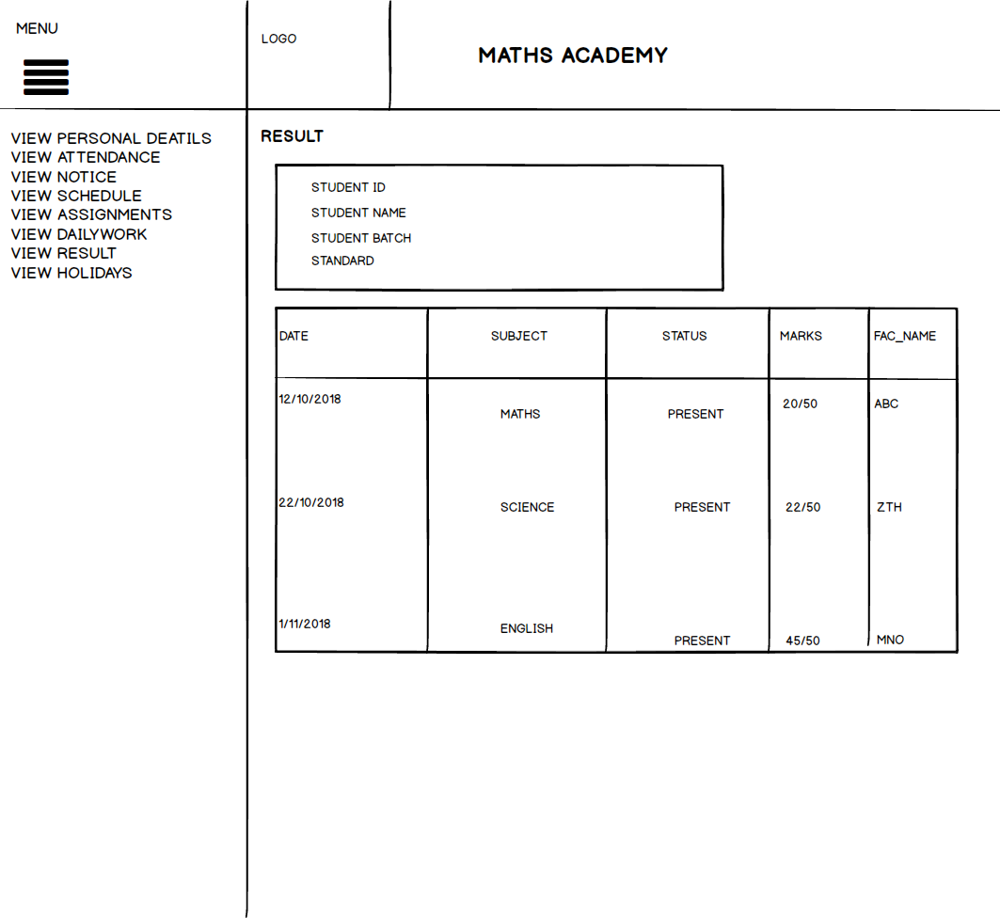 MENU
LOGO
MATHS ACADEMY
VIEW PERSONAL DEATILS
VIEW ATTENDANCE
VIEW NOTICE
VIEW SCHEDULE
VIEW ASSIGNMENTS
VIEW DAILYWORK
VIEW RESULT
VIEW HOLIDAYS
RESULT
STUDENT ID
STUDENT NAME
STUDENT BATCH
STANDARD
DATE SUBJECT STATUS MARKS FAC_NAME
12/10/2018 MATHS PRESENT 20/50 ABC
22/10/2018 SCIENCE PRESENT 22/50 ZTH
1/11/2018 ENGLISH PRESENT 45/50 MNO